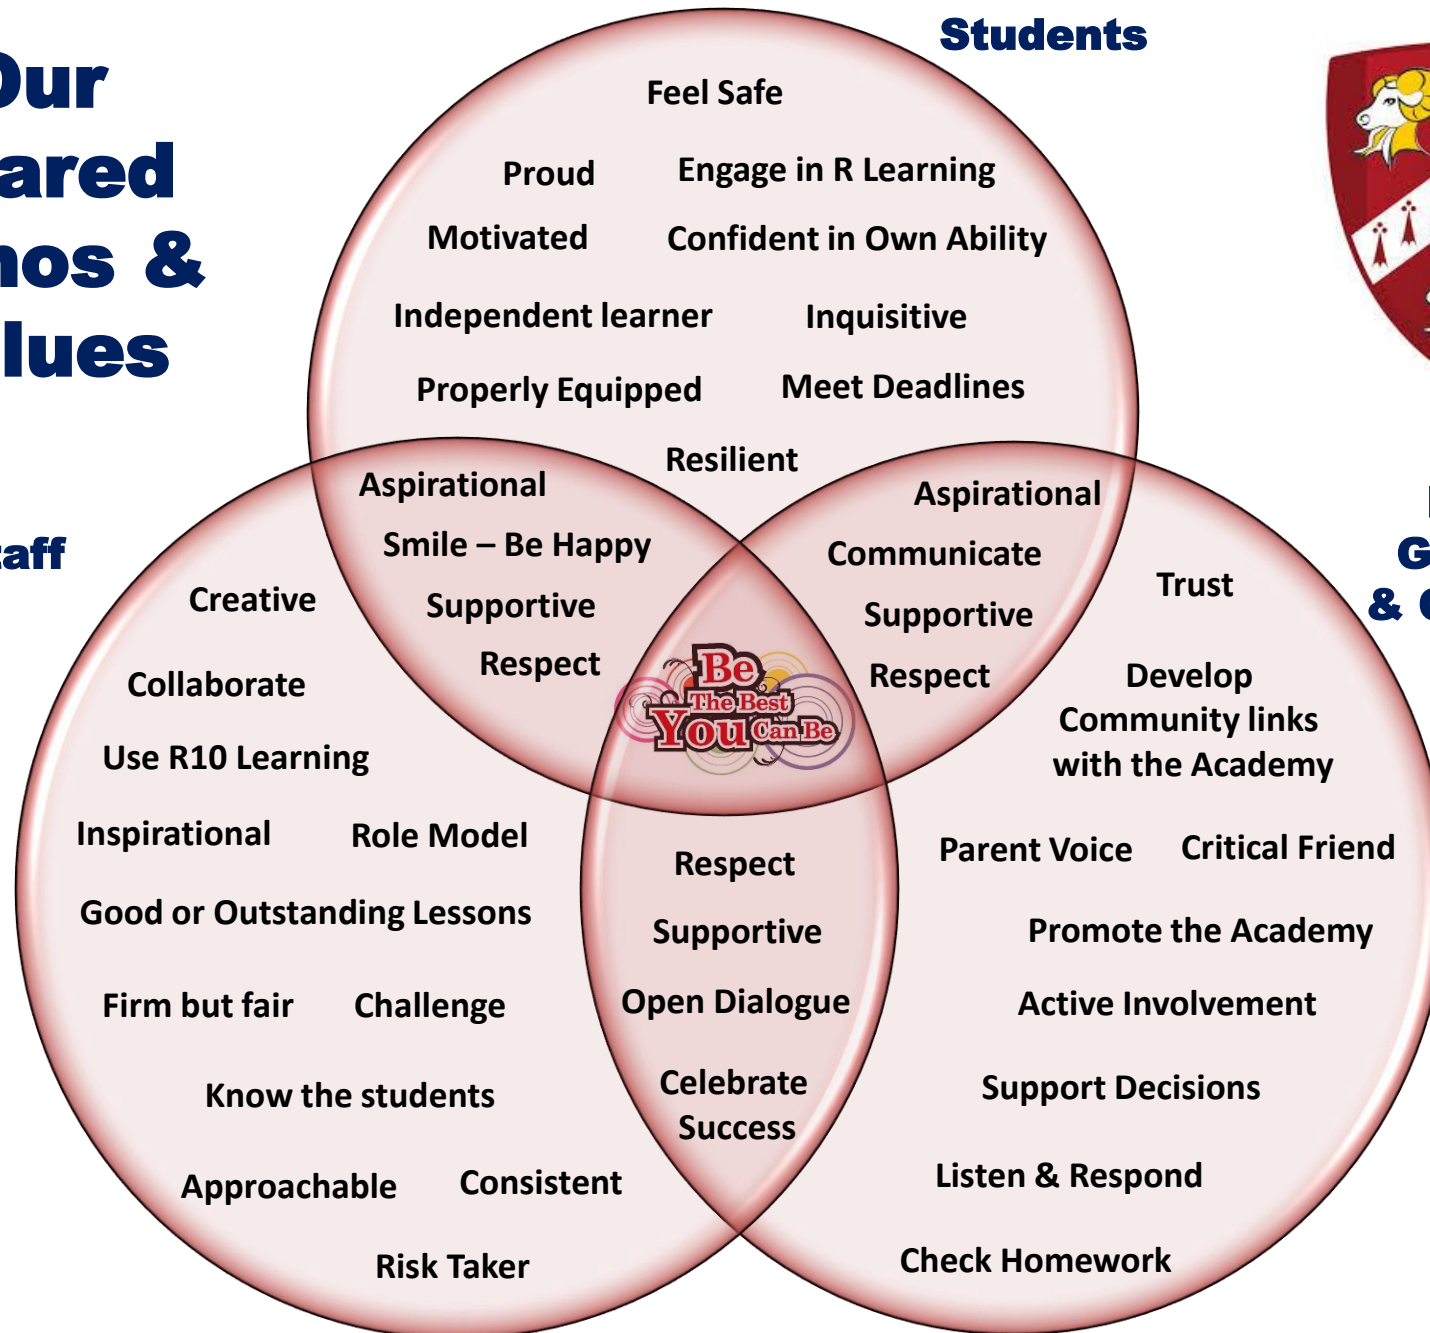 Our
ared
nos &
lues
Students
Feel Safe
Proud
Engage in R Learning
Motivated
Confident in Own Ability
Independent learner
Inquisitive
Properly Equipped
Meet Deadlines
Resilient
Aspirational
Smile – Be Happy
Supportive
Respect
Aspirational
Communicate
Supportive
Respect
Be
The Best
You Can Be
taff
Creative
Collaborate
Use R10 Learning
Inspirational
Role Model
Good or Outstanding Lessons
Firm but fair
Challenge
Know the students
Approachable
Consistent
Risk Taker
Respect
Supportive
Open Dialogue
Celebrate
Success
G
&
Trust
Develop
Community links
with the Academy
Parent Voice
Critical Friend
Promote the Academy
Active Involvement
Support Decisions
Listen & Respond
Check Homework